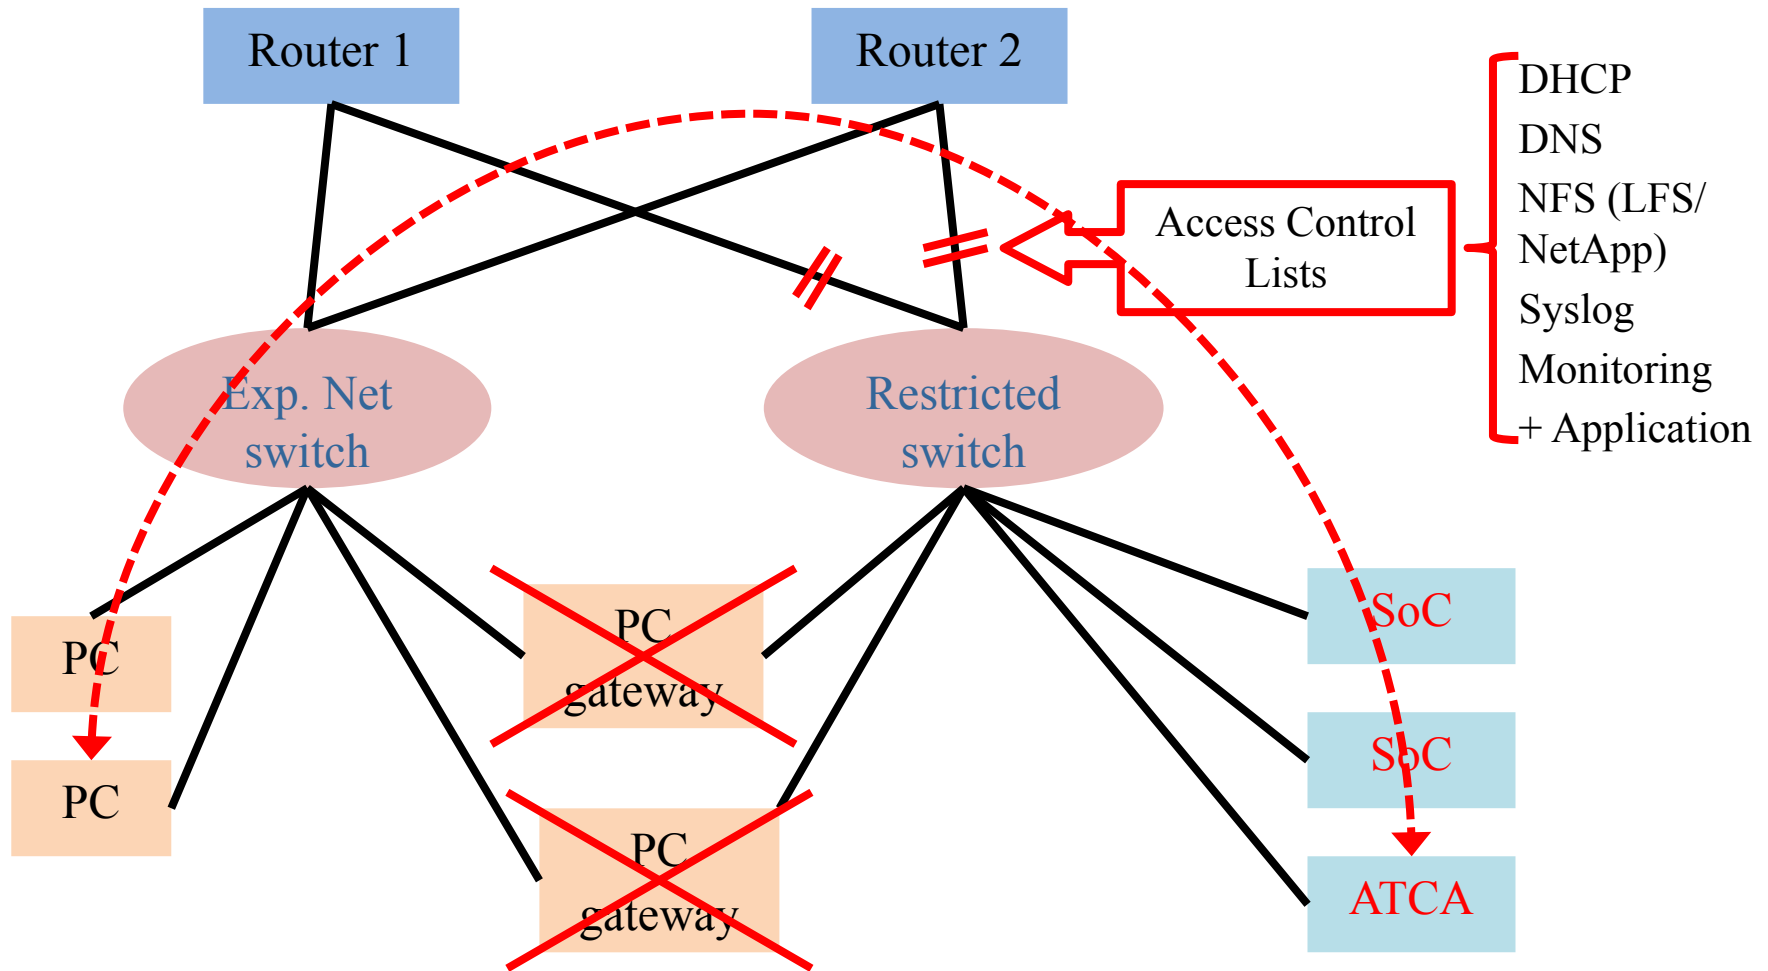 Router 1
Router 2
DHCP
DNS
NFS (LFS/
NetApp)
Syslog
Monitoring
+ Application
Access Control
Lists
Exp. Net
switch
Restricted
switch
PC
PC
PC
gateway
PC
gateway
SoC
SoC
ATCA